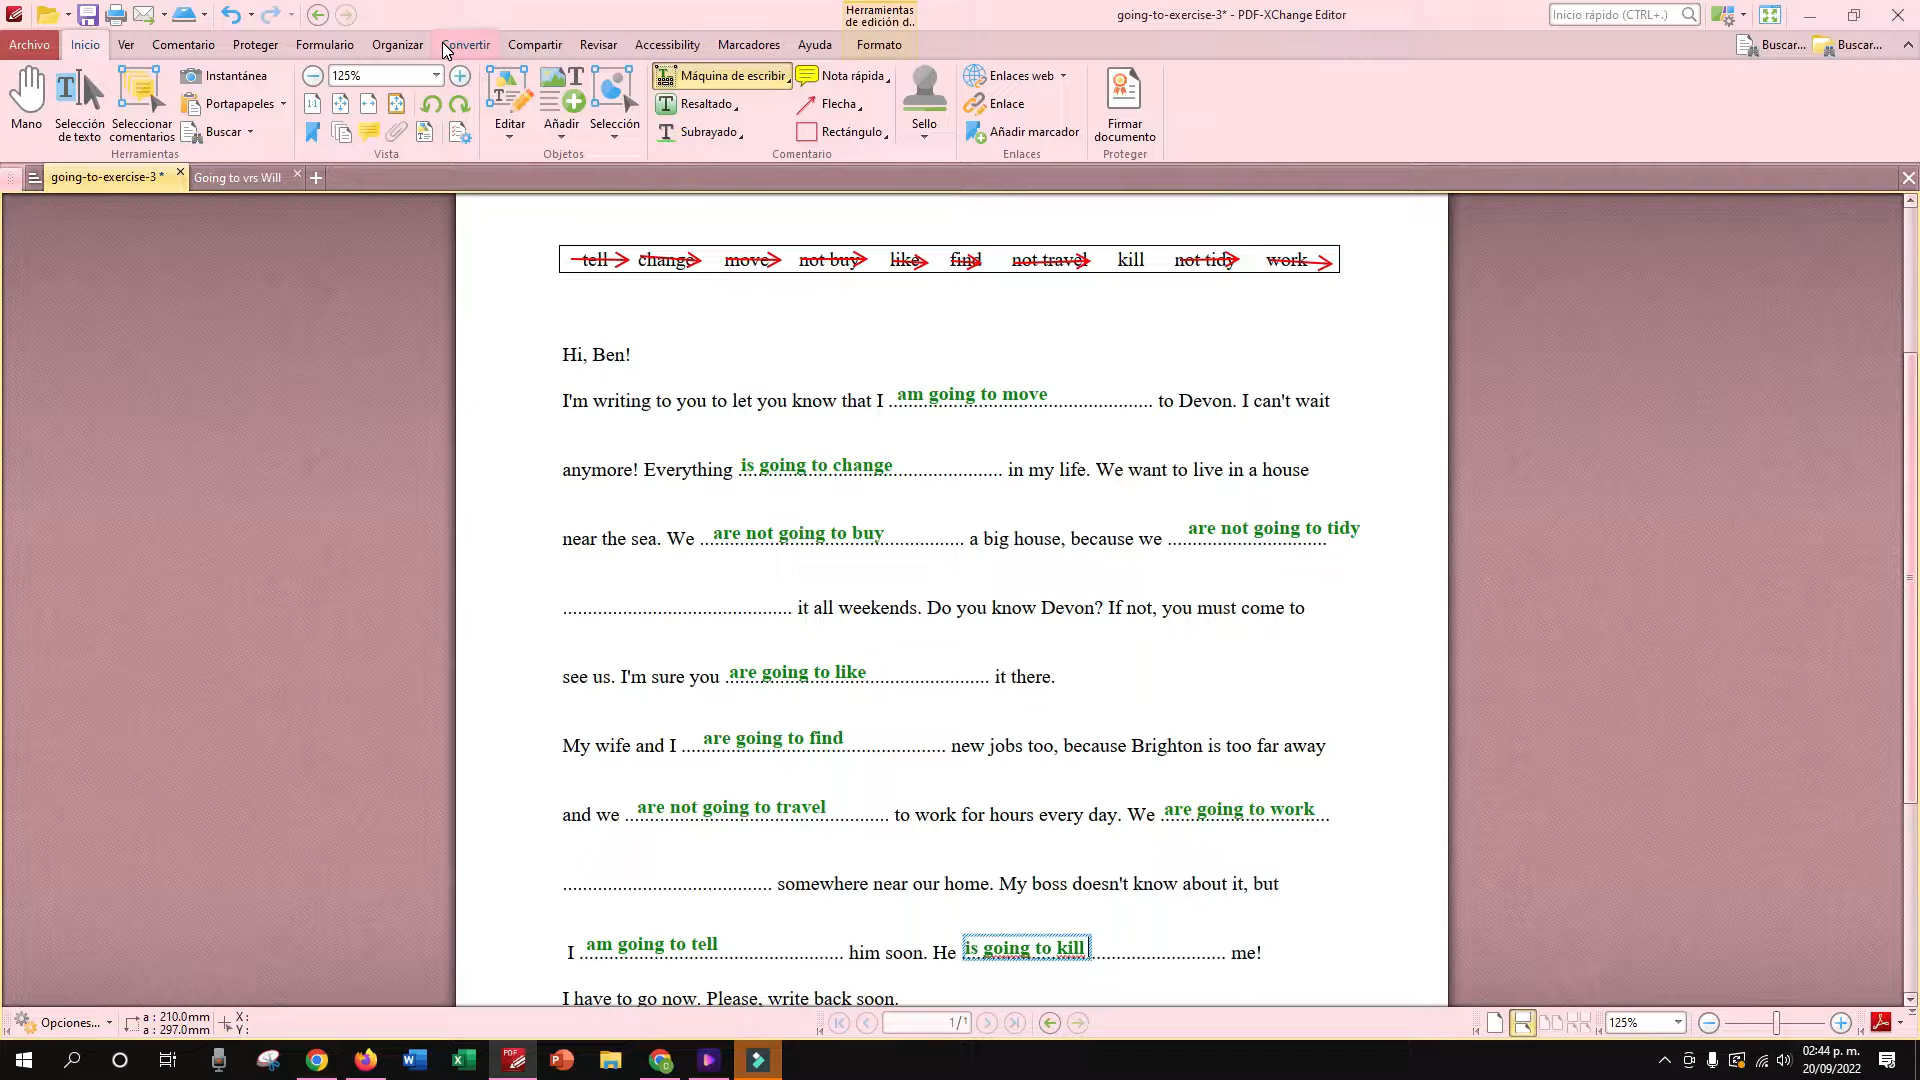 Herramientas
de edición d..
going-to-exercise-3* - PDF-XChange Editor
Inicio rápido (CTRL+.)
Archivo Inicio Ver Comentario Proteger Formulario Organizar Convertir Compartir Revisar Accessibility Marcadores Ayuda Formato Buscar... Buscar...
Instantánea 125% Máquina de escribir Nota rápida Enlaces web
Portapapeles Resaltado Flecha Enlace
Mano Selección de texto Seleccionar comentarios Editar Añadir Selección Sello Firmar documento
Buscar Subrayado Rectángulo Añadir marcador
Herramientas Vista Objetos Comentario Enlaces Proteger
going-to-exercise-3 * Going to vrs Will
tell change move not buy like find not travel kill not tidy work
Hi, Ben!
I'm writing to you to let you know that I am going to move to Devon. I can't wait
anymore! Everything is going to change in my life. We want to live in a house
near the sea. We are not going to buy a big house, because we are not going to tidy
it all weekends. Do you know Devon? If not, you must come to
see us. I'm sure you are going to like it there.
My wife and I are going to find new jobs too, because Brighton is too far away
and we are not going to travel to work for hours every day. We are going to work
somewhere near our home. My boss doesn't know about it, but
I am going to tell him soon. He is going to kill me!
I have to go now. Please, write back soon.
Opciones... a : 210.0mm X :
a : 297.0mm Y :
1/1
125%
02:44 p. m.
20/09/2022